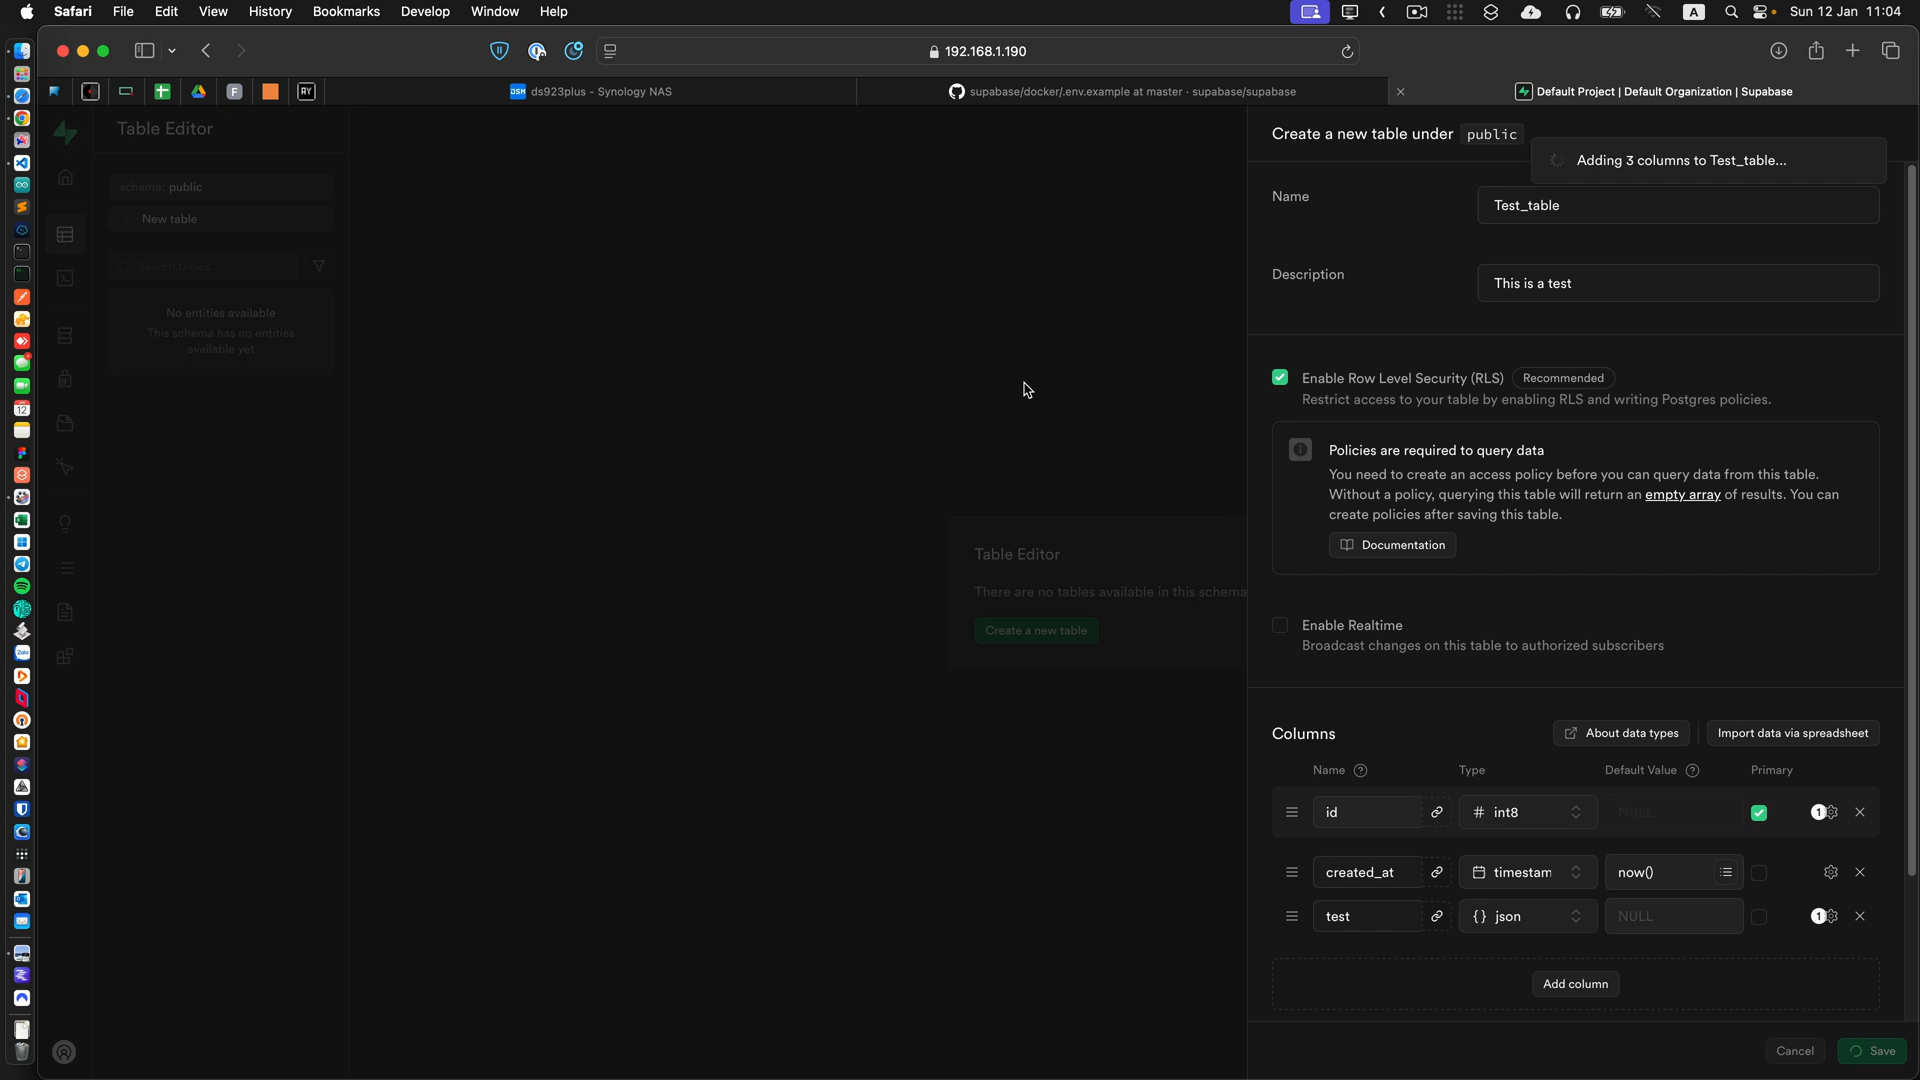 Safari File Edit View History Bookmarks Develop Window Help
A
Sun 12 Jan 11:04
192.168.1.190
F
AY
DSM ds923plus - Synology NAS
supabase/docker/.env.example at master · supabase/supabase
Default Project | Default Organization | Supabase
Table Editor
schema: public
New table
Search tables...
No entities available
This schema has no entities
available yet
Table Editor
There are no tables available in this schema
Create a new table
Create a new table under public
Adding 3 columns to Test_table...
Name
Test_table
Description
This is a test
Enable Row Level Security (RLS) Recommended
Restrict access to your table by enabling RLS and writing Postgres policies.
Policies are required to query data
You need to create an access policy before you can query data from this table.
Without a policy, querying this table will return an empty array of results. You can
create policies after saving this table.
Documentation
Enable Realtime
Broadcast changes on this table to authorized subscribers
Columns
About data types
Import data via spreadsheet
Name Type Default Value Primary
id # int8 NULL 1
created_at timestam now()
test {} json NULL 1
Add column
Cancel Save